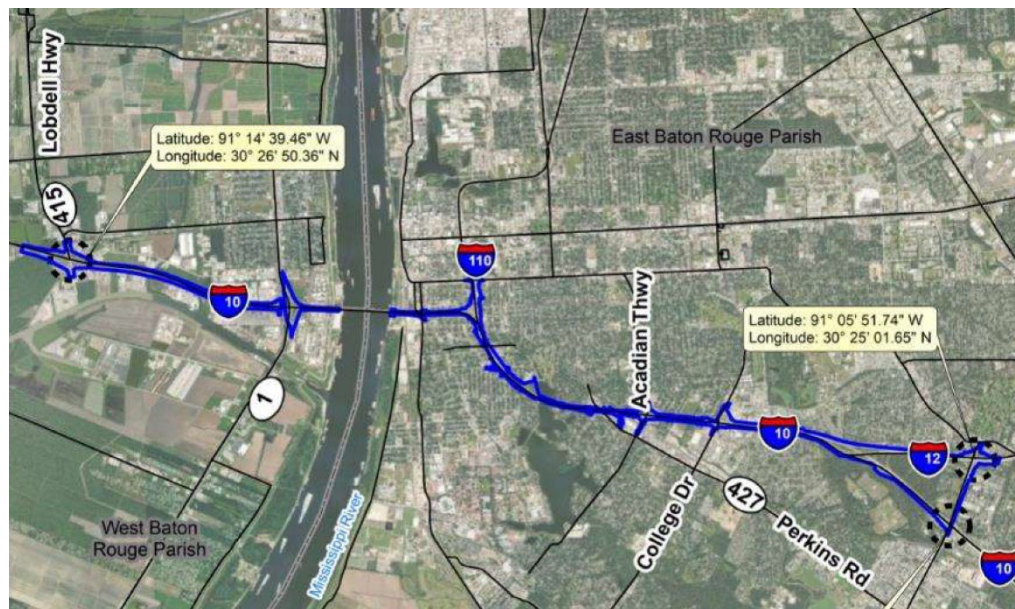 Lobdell Hwy
415
Latitude: 91° 14' 39.46" W
Longitude: 30° 26' 50.36" N
East Baton Rouge Parish
110
10
Acadian Thwy
Latitude: 91° 05' 51.74" W
Longitude: 30° 25' 01.65" N
1
10
12
427
College Dr
Perkins Rd
West Baton
Rouge Parish
Mississippi River
10